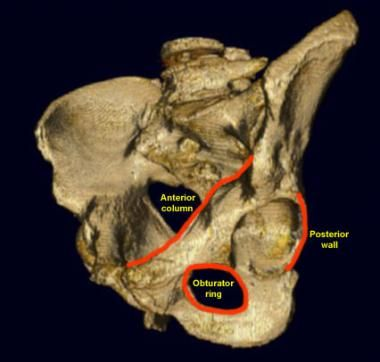 Anterior
column
Posterior
wall
Obturator
ring